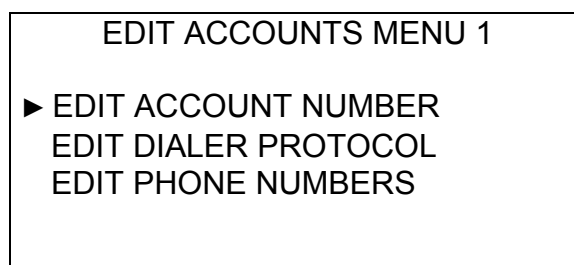 EDIT ACCOUNTS MENU 1
► EDIT ACCOUNT NUMBER
EDIT DIALER PROTOCOL
EDIT PHONE NUMBERS